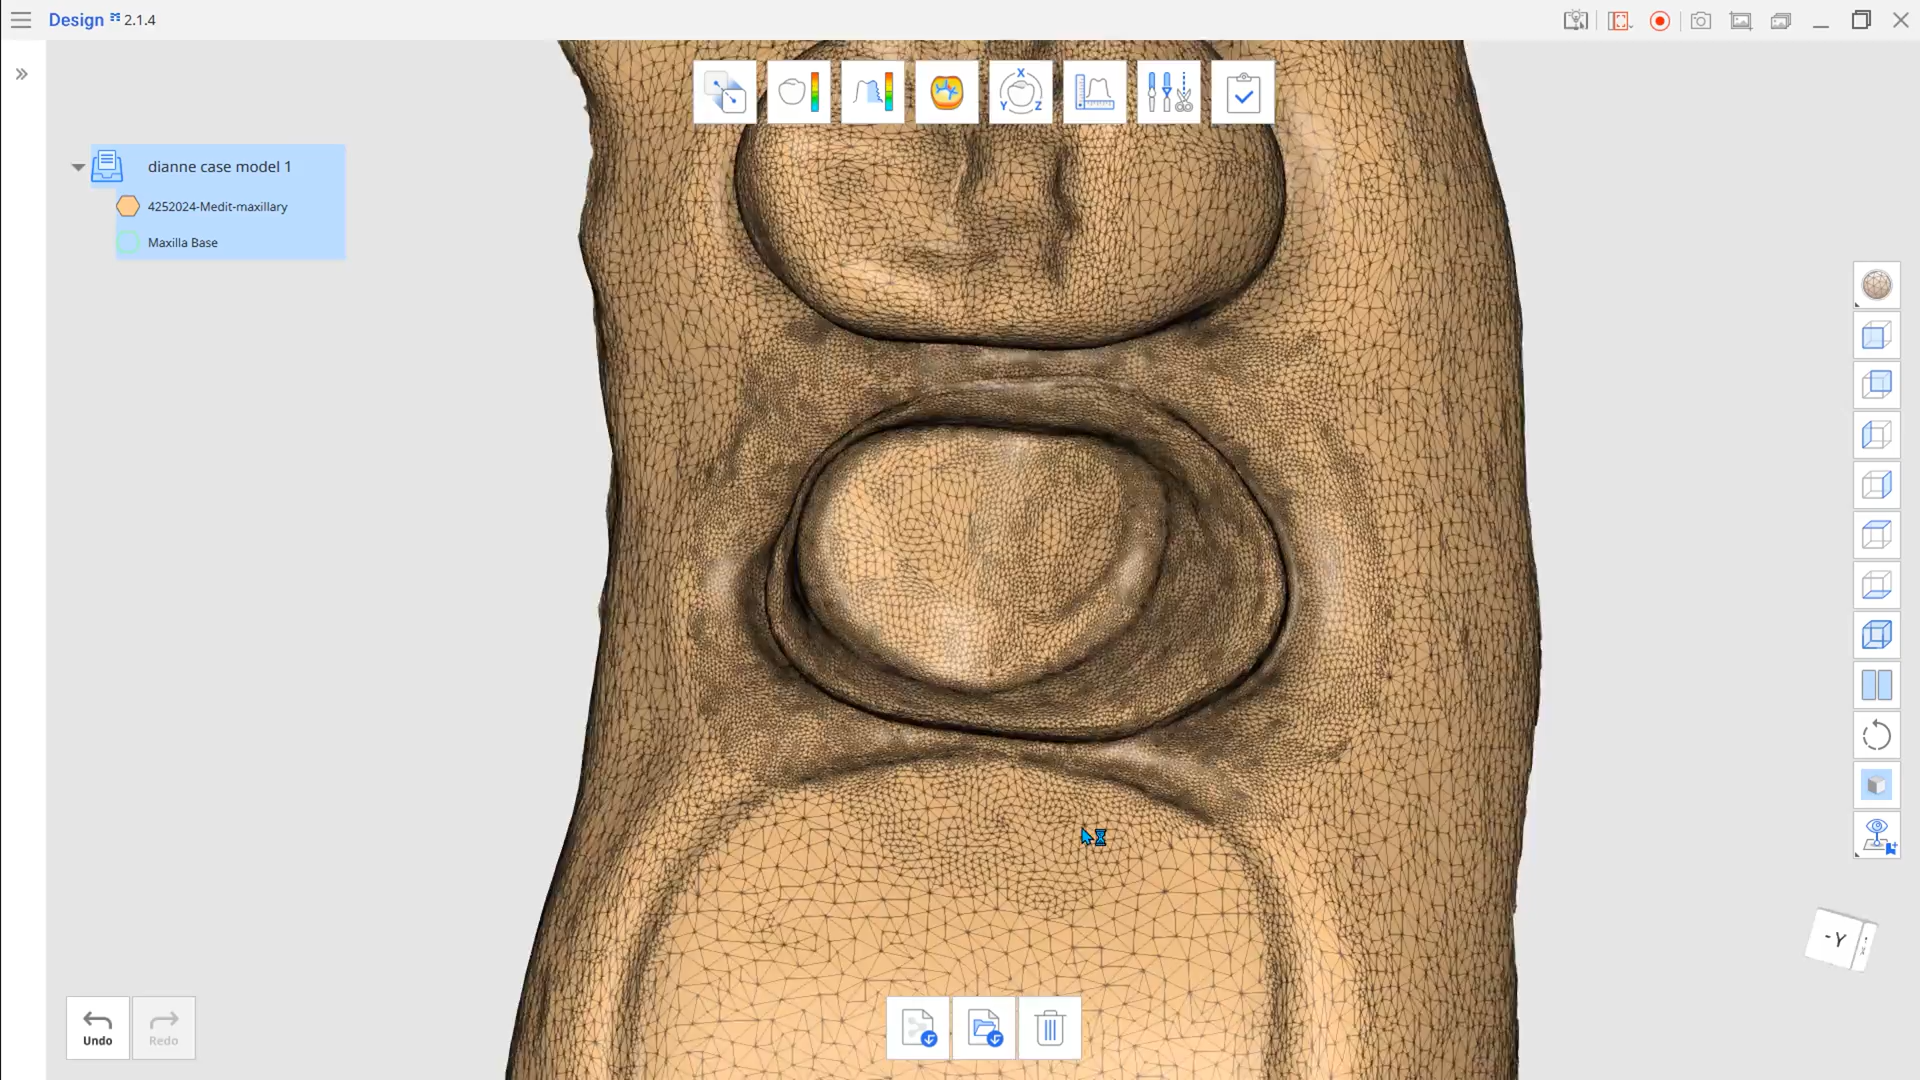 Design 2.1.4
X
Y Z
dianne case model 1
4252024-Medit-maxillary
Maxilla Base
-Y
Undo
Redo